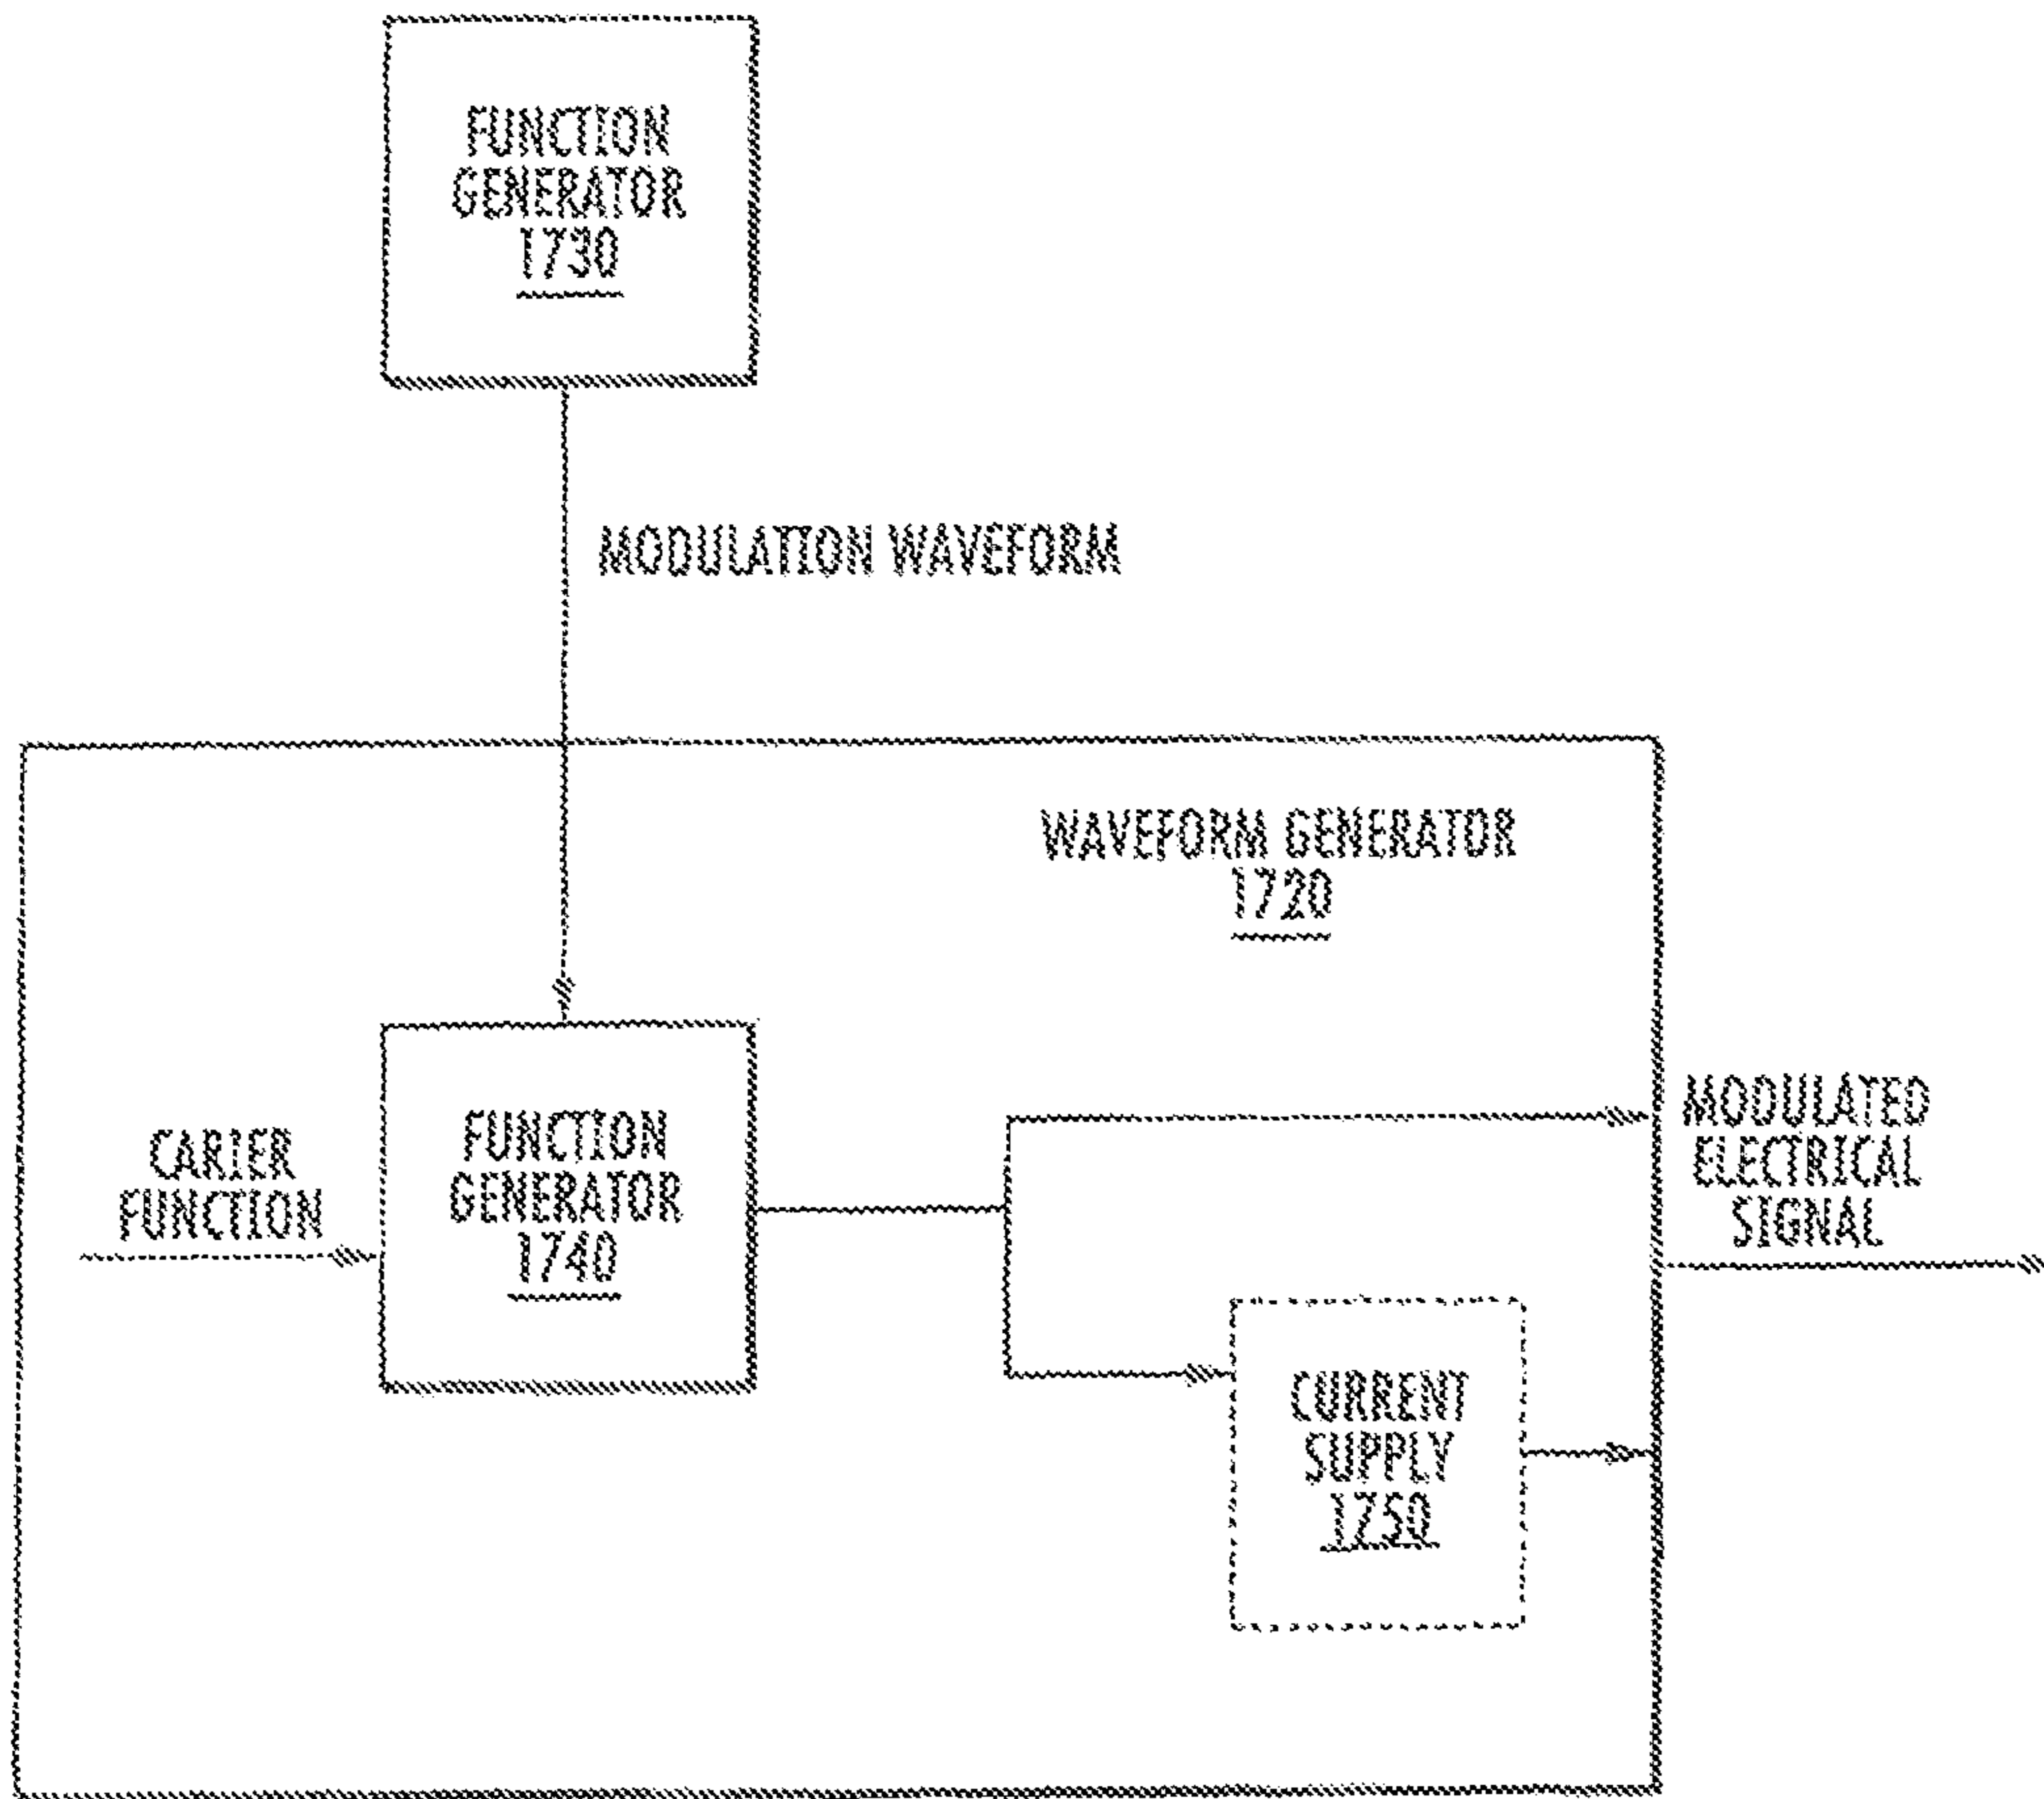 FUNCTION
GENERATOR
1730
MODULATION WAVEFORM
WAVEFORM GENERATOR
1720
CARIER
FUNCTION
FUNCTION
GENERATOR
1740
MODULATED
ELECTRICAL
SIGNAL
CURRENT
SUPPLY
1750